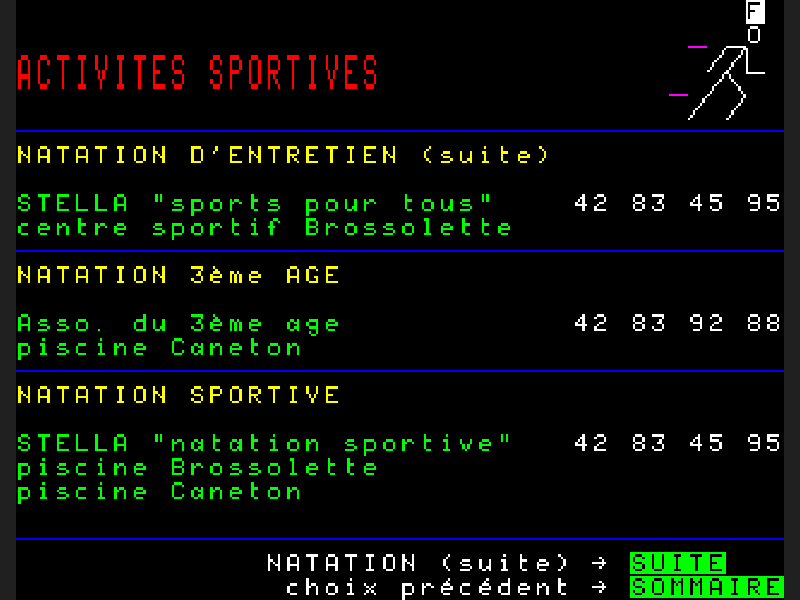 F
ACTIVITES SPORTIVES
NATATION D'ENTRETIEN (suite)
STELLA "sports pour tous" 42 83 45 95
centre sportif Brossolette
NATATION 3ème AGE
Asso. du 3ème age 42 83 92 88
piscine Caneton
NATATION SPORTIVE
STELLA "natation sportive" 42 83 45 95
piscine Brossolette
piscine Caneton
NATATION (suite) → SUITE
choix précédent → SOMMAIRE